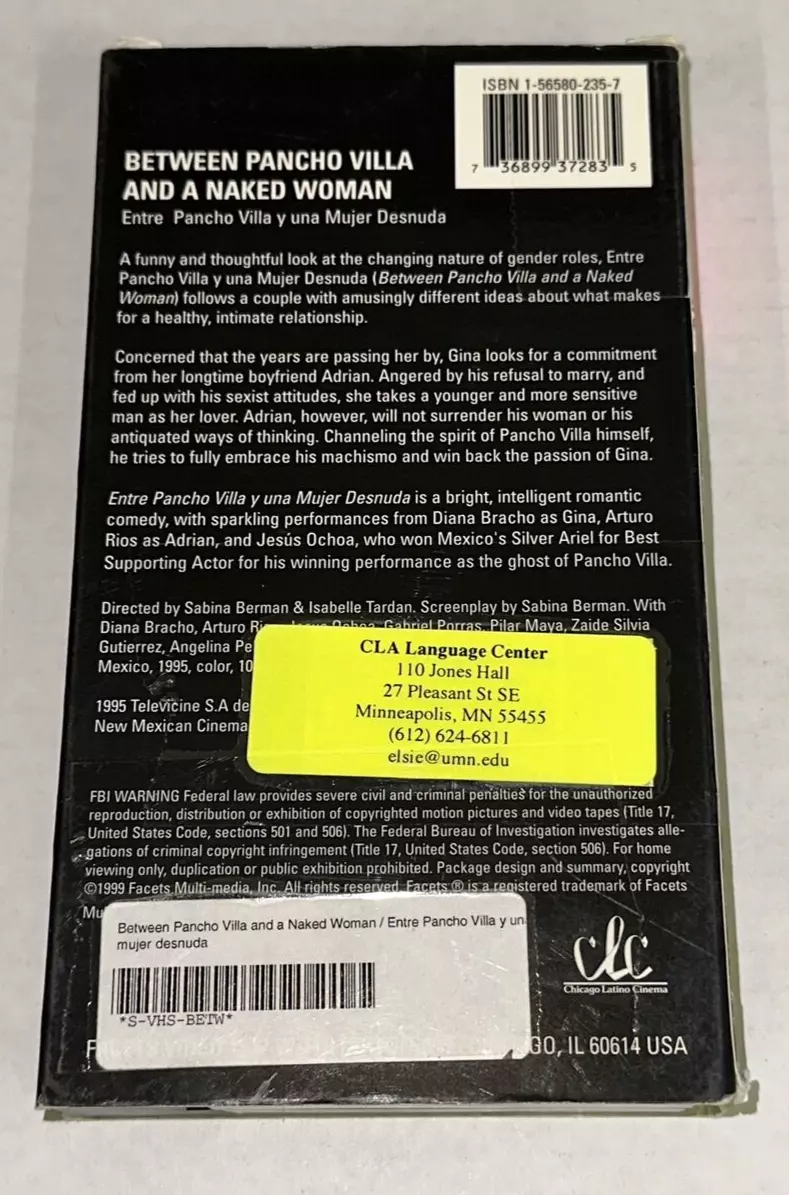 ISBN 1-56580-235-7
7 36899 37283 5
BETWEEN PANCHO VILLA
AND A NAKED WOMAN
Entre Pancho Villa y una Mujer Desnuda
A funny and thoughtful look at the changing nature of gender roles, Entre
Pancho Villa y una Mujer Desnuda (Between Pancho Villa and a Naked
Woman) follows a couple with amusingly different ideas about what makes
for a healthy, intimate relationship.
Concerned that the years are passing her by, Gina looks for a commitment
from her longtime boyfriend Adrian. Angered by his refusal to marry, and
fed up with his sexist attitudes, she takes a younger and more sensitive
man as her lover. Adrian, however, will not surrender his woman or his
antiquated ways of thinking. Channeling the spirit of Pancho Villa himself,
he tries to fully embrace his machismo and win back the passion of Gina.
Entre Pancho Villa y una Mujer Desnuda is a bright, intelligent romantic
comedy, with sparkling performances from Diana Bracho as Gina, Arturo
Rios as Adrian, and Jesús Ochoa, who won Mexico's Silver Ariel for Best
Supporting Actor for his winning performance as the ghost of Pancho Villa.
Directed by Sabina Berman & Isabelle Tardan. Screenplay by Sabina Berman. With
Diana Bracho, Arturo Ochoa, Gabriel Porras, Pilar Maya, Zaide Silvia
Gutierrez, Angelina Pe
Mexico, 1995, color, 10
1995 Televicine S.A de
New Mexican Cinema
CLA Language Center
110 Jones Hall
27 Pleasant St SE
Minneapolis, MN 55455
(612) 624-6811
elsie@umn.edu
FBI WARNING Federal law provides severe civil and criminal penalties for the unauthorized
reproduction, distribution or exhibition of copyrighted motion pictures and video tapes (Title 17,
United States Code, sections 501 and 506). The Federal Bureau of Investigation investigates alle-
gations of criminal copyright infringement (Title 17, United States Code, section 506). For home
viewing only, duplication or public exhibition prohibited. Package design and summary, copyright
©1999 Facets Multi-media, Inc. All rights reserved. Facets ® is a registered trademark of Facets
Mu
Between Pancho Villa and a Naked Woman / Entre Pancho Villa y un
mujer desnuda
*S-VHS-BETW*
clc
Chicago Latino Cinema
GO, IL 60614 USA